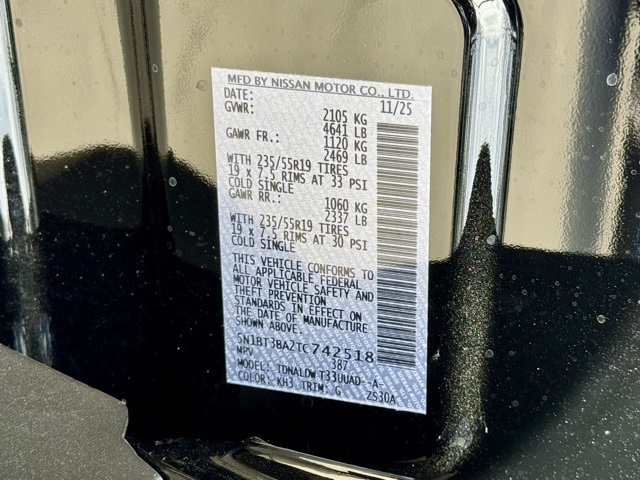 MFD BY NISSAN MOTOR CO., LTD.
DATE: 11/25
GVWR: 2105 KG
4641 LB
GAWR FR.: 1120 KG
2469 LB
WITH 235/55R19 TIRES
19 x 7.5 RIMS AT 33 PSI
COLD SINGLE
GAWR RR.: 1060 KG
2337 LB
WITH 235/55R19 TIRES
19 x 7.5 RIMS AT 30 PSI
COLD SINGLE
THIS VEHICLE CONFORMS TO
ALL APPLICABLE FEDERAL
MOTOR VEHICLE SAFETY AND
THEFT PREVENTION
STANDARDS IN EFFECT ON
THE DATE OF MANUFACTURE
SHOWN ABOVE.
5N1BT3BA2TC742518
MPV 387
MODEL: TDNALDW T33UUAD--A-
COLOR: KH3 TRIM: G ZS30A